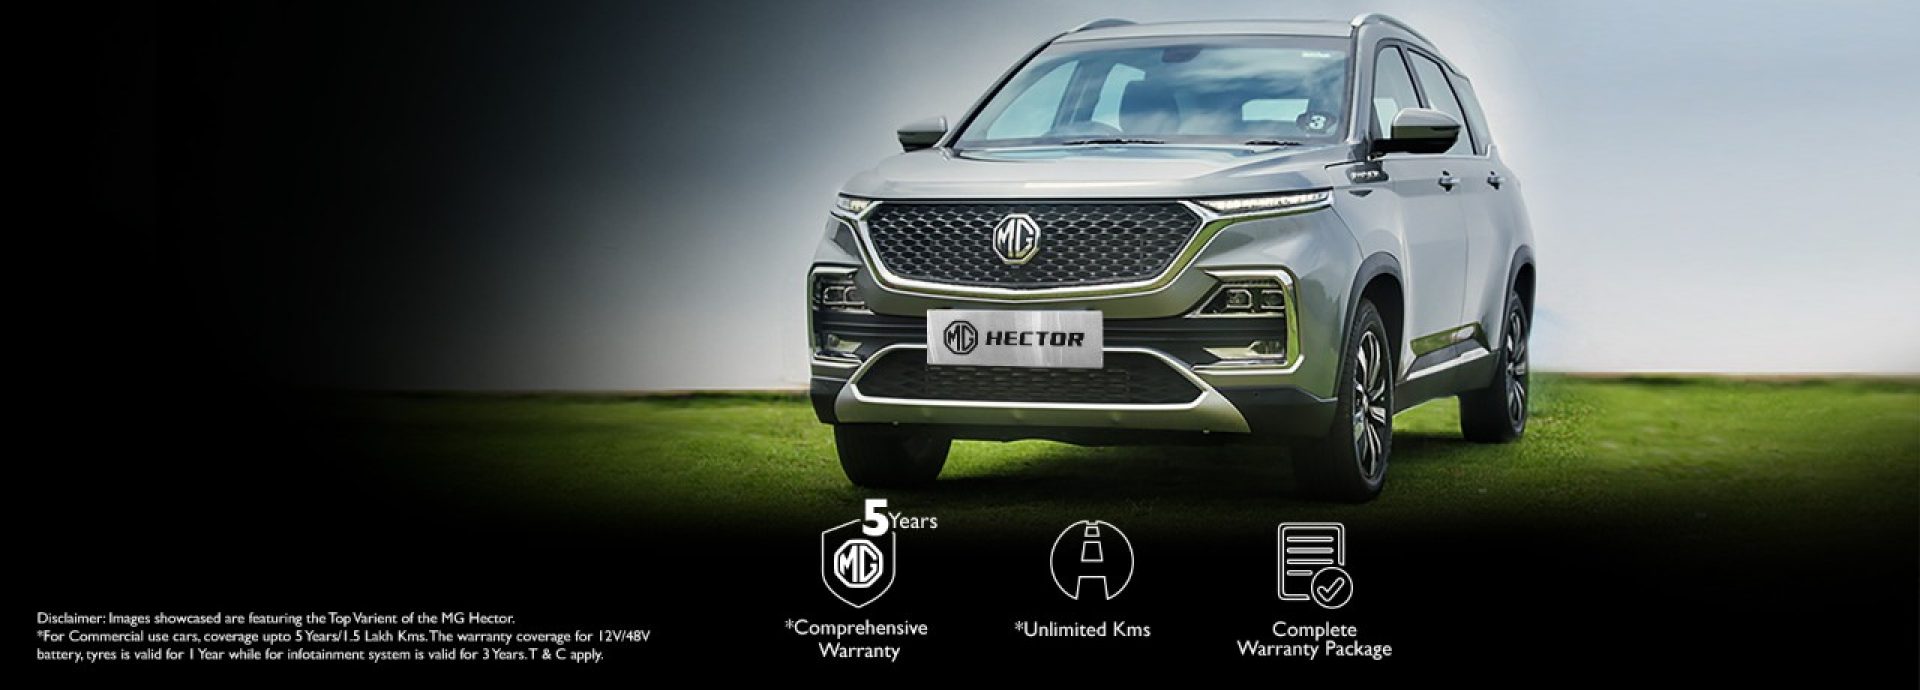 3
MG
MG HECTOR
5 Years
MG
*Comprehensive
Warranty
*Unlimited Kms
Complete
Warranty Package
Disclaimer: Images showcased are featuring the Top Varient of the MG Hector.
*For Commercial use cars, coverage upto 5 Years/1.5 Lakh Kms. The warranty coverage for 12V/48V
battery, tyres is valid for 1 Year while for infotainment system is valid for 3 Years. T & C apply.